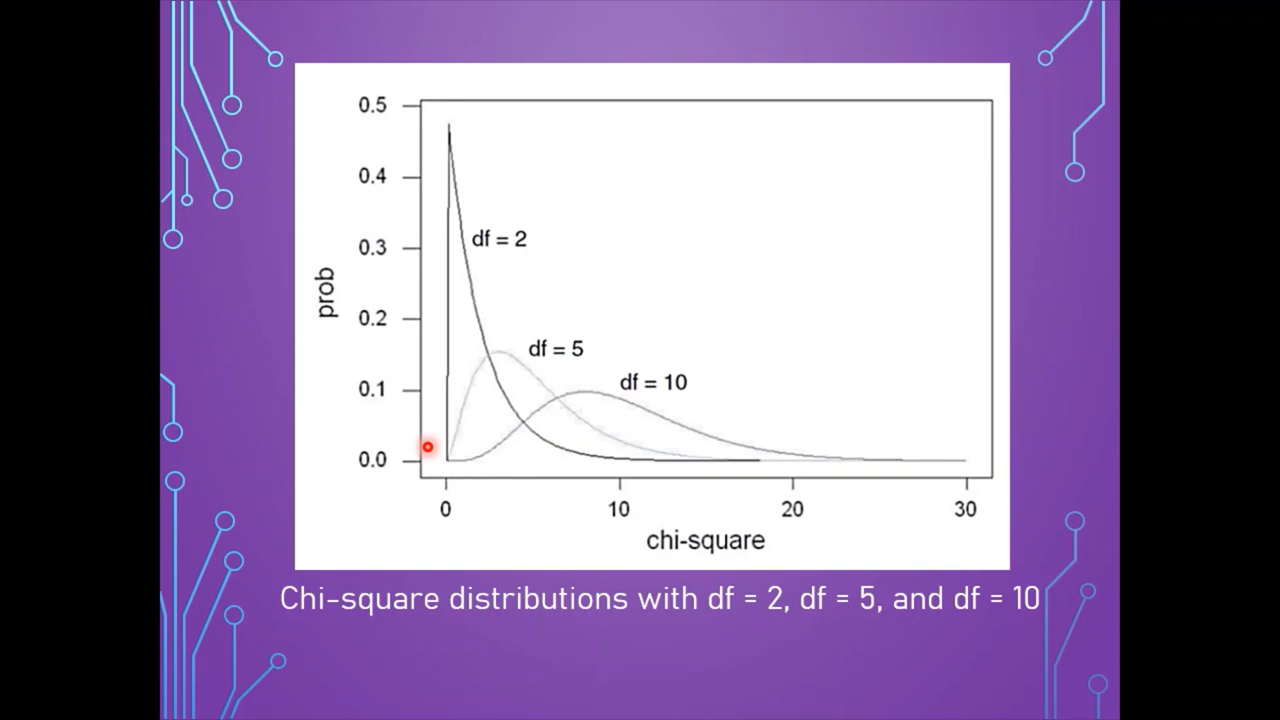 0.5
0.4
0.3
0.2
0.1
0.0
prob
df = 2
df = 5
df = 10
0 10 20 30
chi-square
Chi-square distributions with df = 2, df = 5, and df = 10